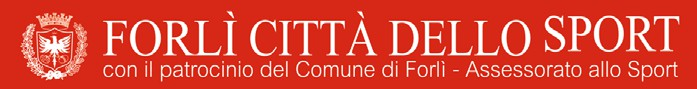 FORLÌ CITTÀ DELLO SPORT
con il patrocinio del Comune di Forlì - Assessorato allo Sport